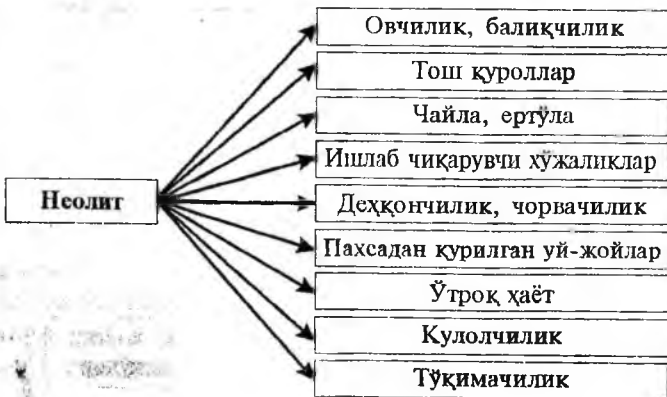 Неолит
Овчилик, балиқчилик
Тош қуроллар
Чайла, ертўла
Ишлаб чиқарувчи хўжаликлар
Деҳқончилик, чорвачилик
Пахсадан қурилган уй-жойлар
Ўтроқ ҳаёт
Кулолчилик
Тўқимачилик